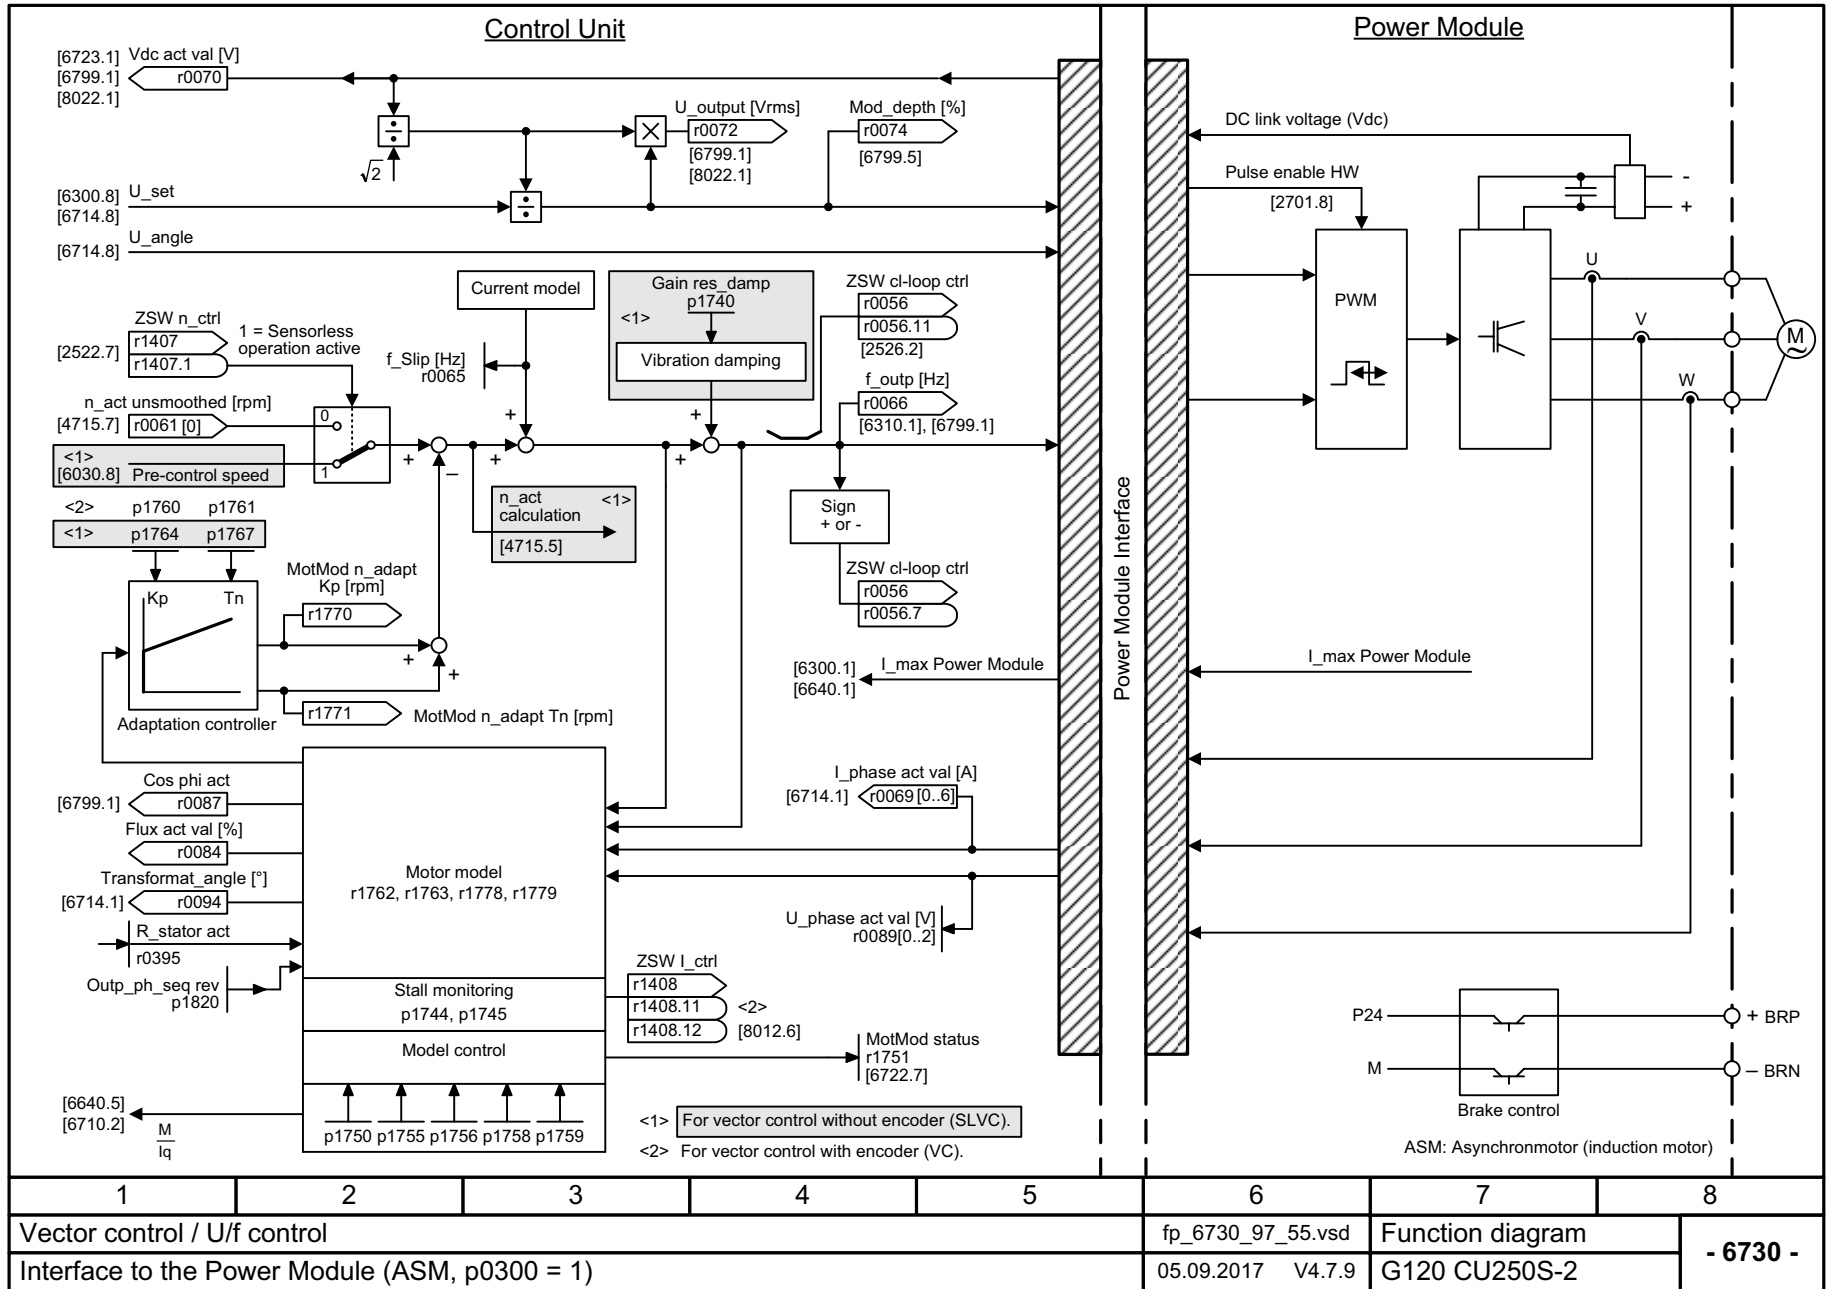 Control Unit
Power Module
[6723.1] Vdc act val [V]
[6799.1] r0070
[8022.1]
÷
√2
×
U_output [Vrms]
r0072
[6799.1]
[8022.1]
Mod_depth [%]
r0074
[6799.5]
[6300.8] U_set
[6714.8]
÷
U_angle
[6714.8]
DC link voltage (Vdc)
Pulse enable HW
[2701.8]
-
+
PWM
U
V
W
M
~
Current model
f_Slip [Hz]
r0065
Gain res_damp
p1740
<1>
Vibration damping
ZSW cl-loop ctrl
r0056
r0056.11
[2526.2]
f_outp [Hz]
r0066
[6310.1], [6799.1]
ZSW n_ctrl
r1407
[2522.7]
r1407.1
1 = Sensorless
operation active
n_act unsmoothed [rpm]
[4715.7] r0061 [0]
0
1
<1>
[6030.8] Pre-control speed
+
–
+
+
+
+
<2> p1760 p1761
<1> p1764 p1767
n_act <1>
calculation
[4715.5]
Sign
+ or -
ZSW cl-loop ctrl
r0056
r0056.7
Kp Tn
Adaptation controller
MotMod n_adapt
Kp [rpm]
r1770
+
+
r1771
MotMod n_adapt Tn [rpm]
[6300.1] I_max Power Module
[6640.1]
Power Module Interface
I_max Power Module
Cos phi act
[6799.1] r0087
Flux act val [%]
r0084
Transformat_angle [°]
[6714.1] r0094
R_stator act
r0395
Outp_ph_seq rev
p1820
Motor model
r1762, r1763, r1778, r1779
Stall monitoring
p1744, p1745
Model control
p1750 p1755 p1756 p1758 p1759
[6640.5]
[6710.2]
M
Iq
I_phase act val [A]
[6714.1] r0069 [0..6]
U_phase act val [V]
r0089[0..2]
ZSW I_ctrl
r1408
r1408.11 <2>
r1408.12 [8012.6]
MotMod status
r1751
[6722.7]
<1> For vector control without encoder (SLVC).
<2> For vector control with encoder (VC).
P24
M
+ BRP
– BRN
Brake control
ASM: Asynchronmotor (induction motor)
1 2 3 4 5 6 7 8
Vector control / U/f control
fp_6730_97_55.vsd
Function diagram
- 6730 -
Interface to the Power Module (ASM, p0300 = 1)
05.09.2017 V4.7.9
G120 CU250S-2